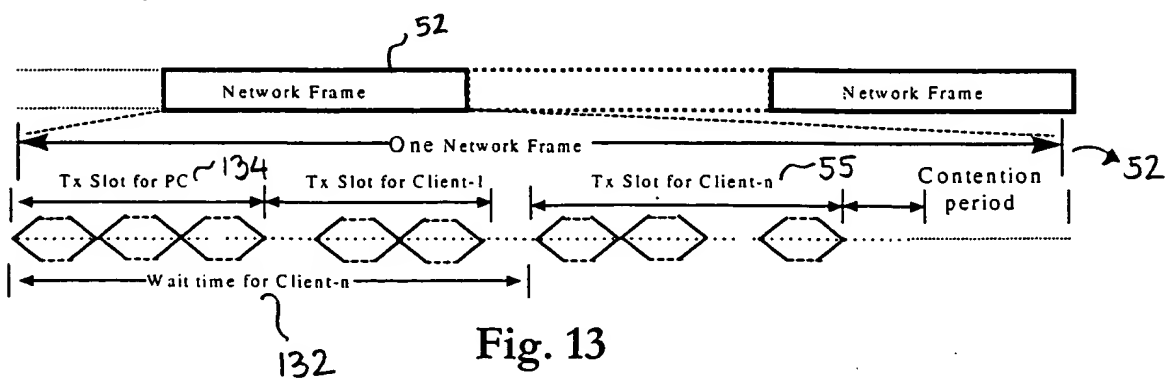 52
Network Frame Network Frame
One Network Frame
52
Tx Slot for PC 134 Tx Slot for Client-1 Tx Slot for Client-n 55 Contention
period
Wait time for Client-n
132
Fig. 13